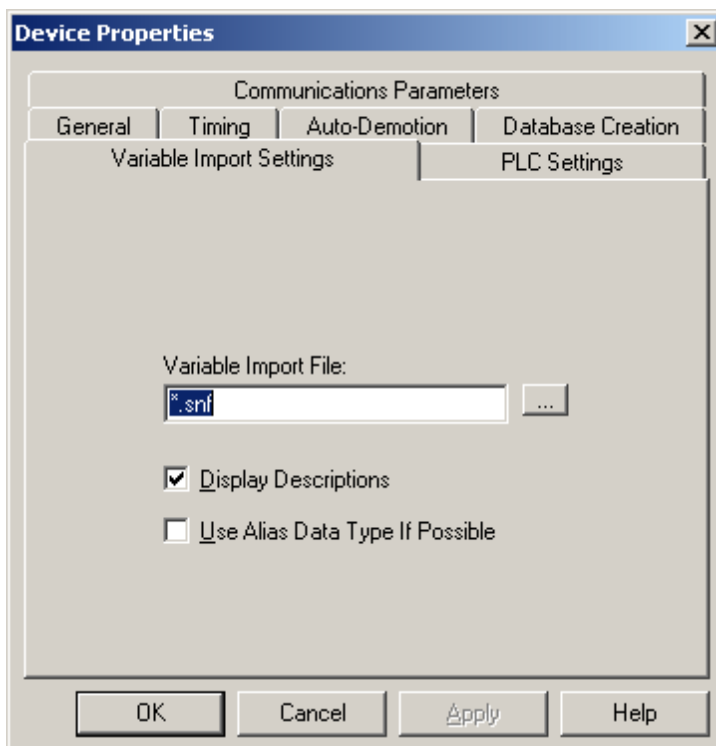 Device Properties
Communications Parameters
General Timing Auto-Demotion Database Creation
Variable Import Settings PLC Settings
Variable Import File:
*.snf ...
Display Descriptions
Use Alias Data Type If Possible
OK Cancel Apply Help